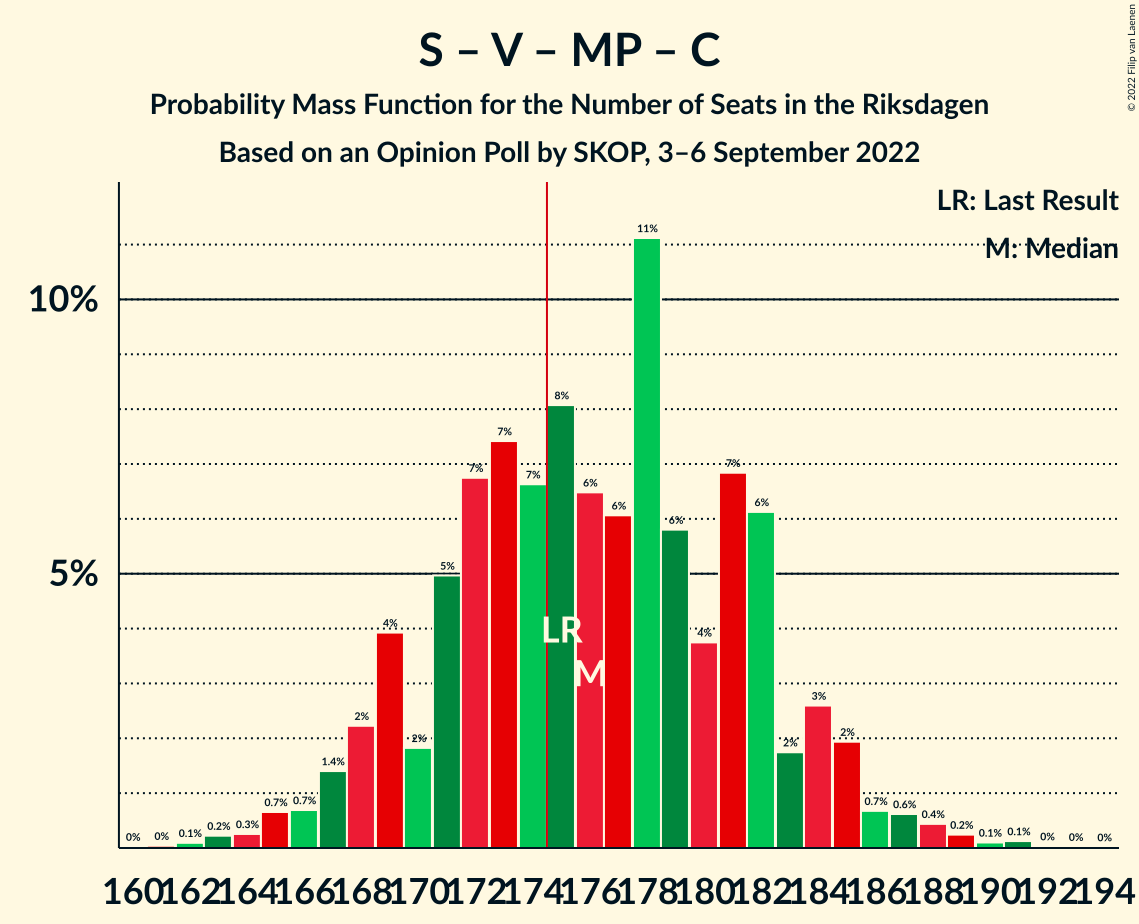 S – V – MP – C
Probability Mass Function for the Number of Seats in the Riksdagen
Based on an Opinion Poll by SKOP, 3–6 September 2022
© 2022 Filip van Laenen
LR: Last Result
M: Median
10%
5%
0% 0% 0.1% 0.2% 0.3% 0.7% 0.7% 1.4% 2% 4% 2% 5% 7% 7% 7% 8% 6% 6% 11% 6% 4% 7% 6% 2% 3% 2% 0.7% 0.6% 0.4% 0.2% 0.1% 0.1% 0% 0% 0%
LR
M
160 162 164 166 168 170 172 174 176 178 180 182 184 186 188 190 192 194